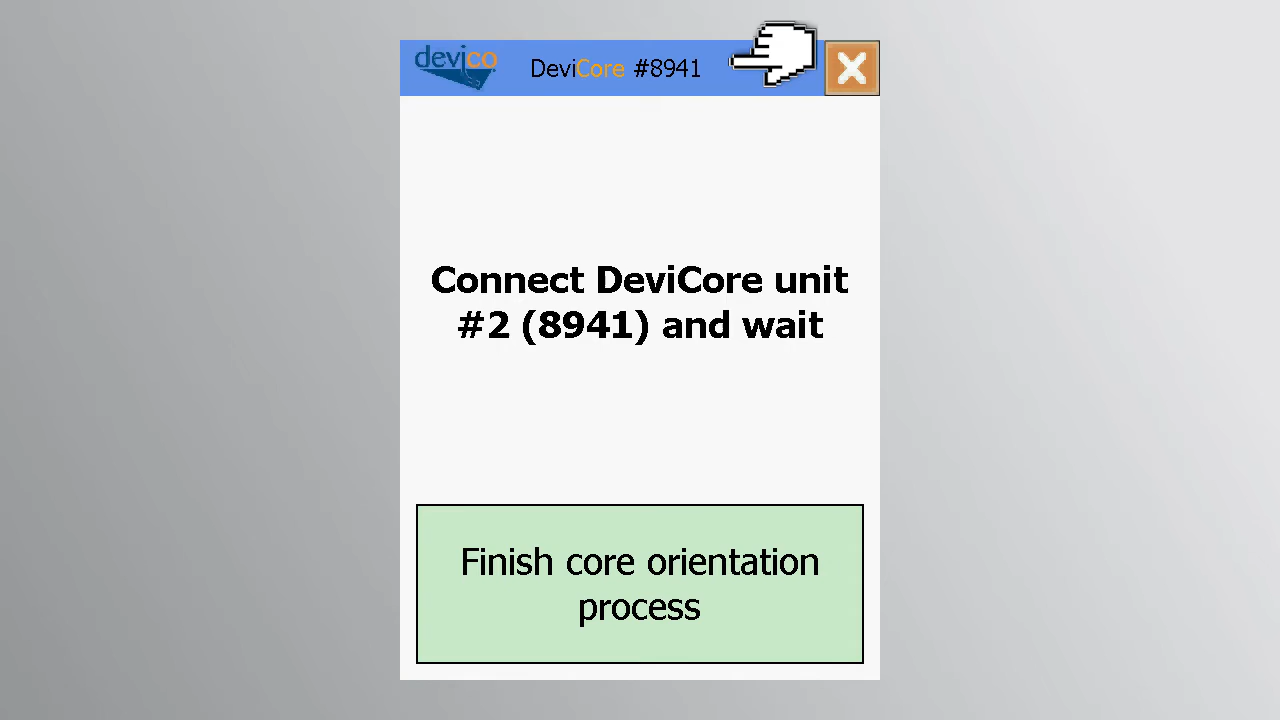 devico
DeviCore #8941
Connect DeviCore unit
#2 (8941) and wait
Finish core orientation
process